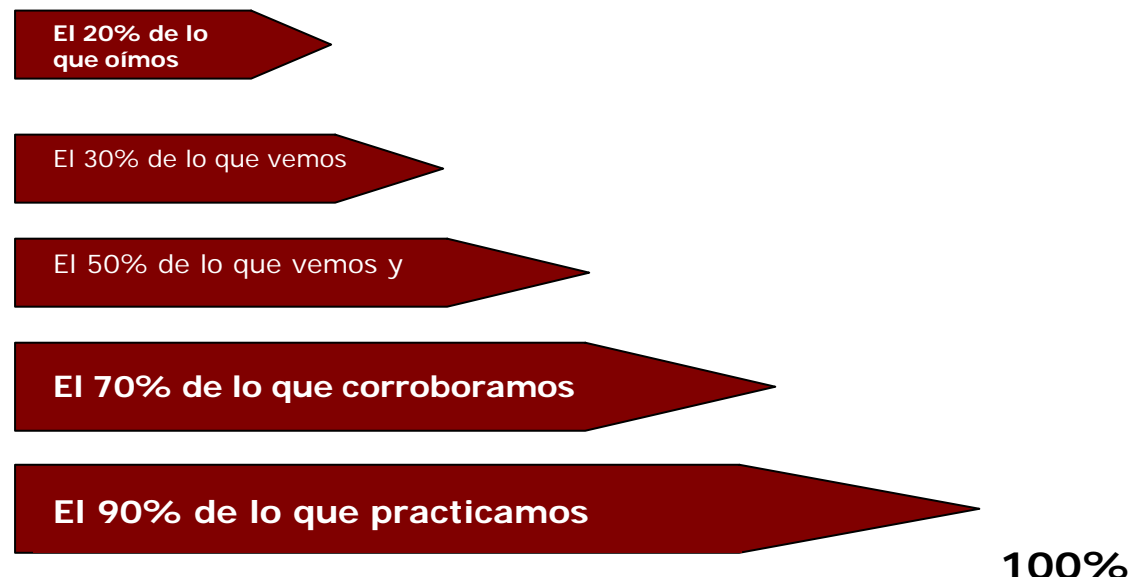 El 20% de lo
que oímos
El 30% de lo que vemos
El 50% de lo que vemos y
El 70% de lo que corroboramos
El 90% de lo que practicamos
100%